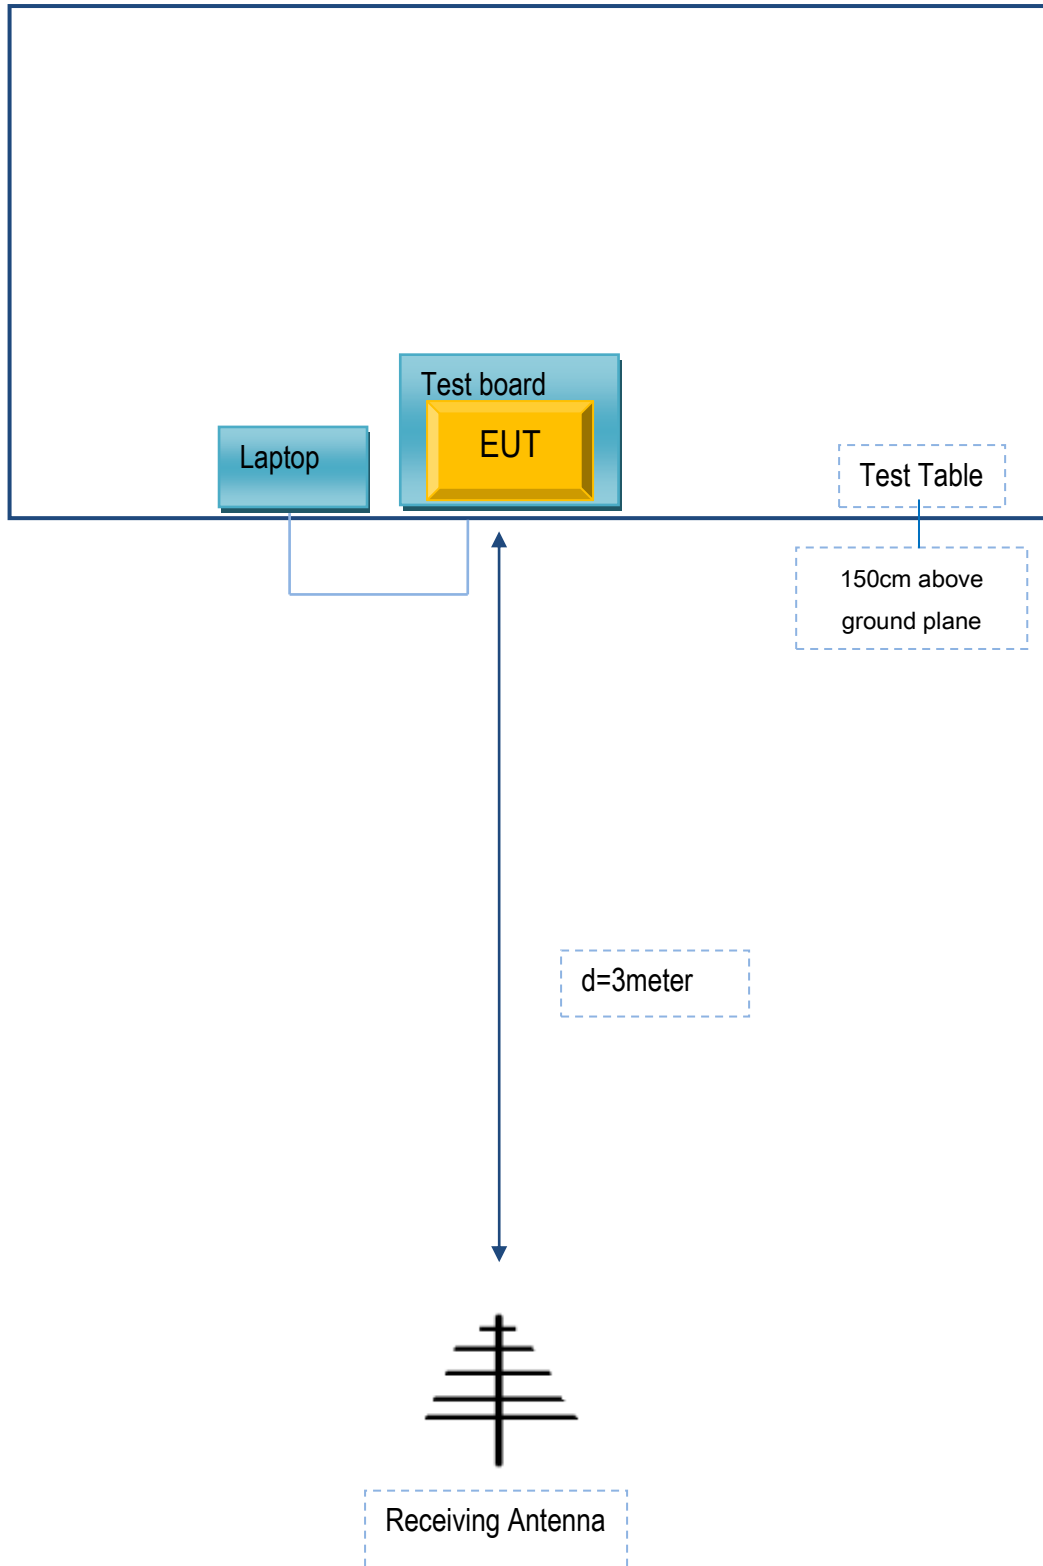 Test board
EUT
Laptop
Test Table
150cm above
ground plane
d=3meter
Receiving Antenna